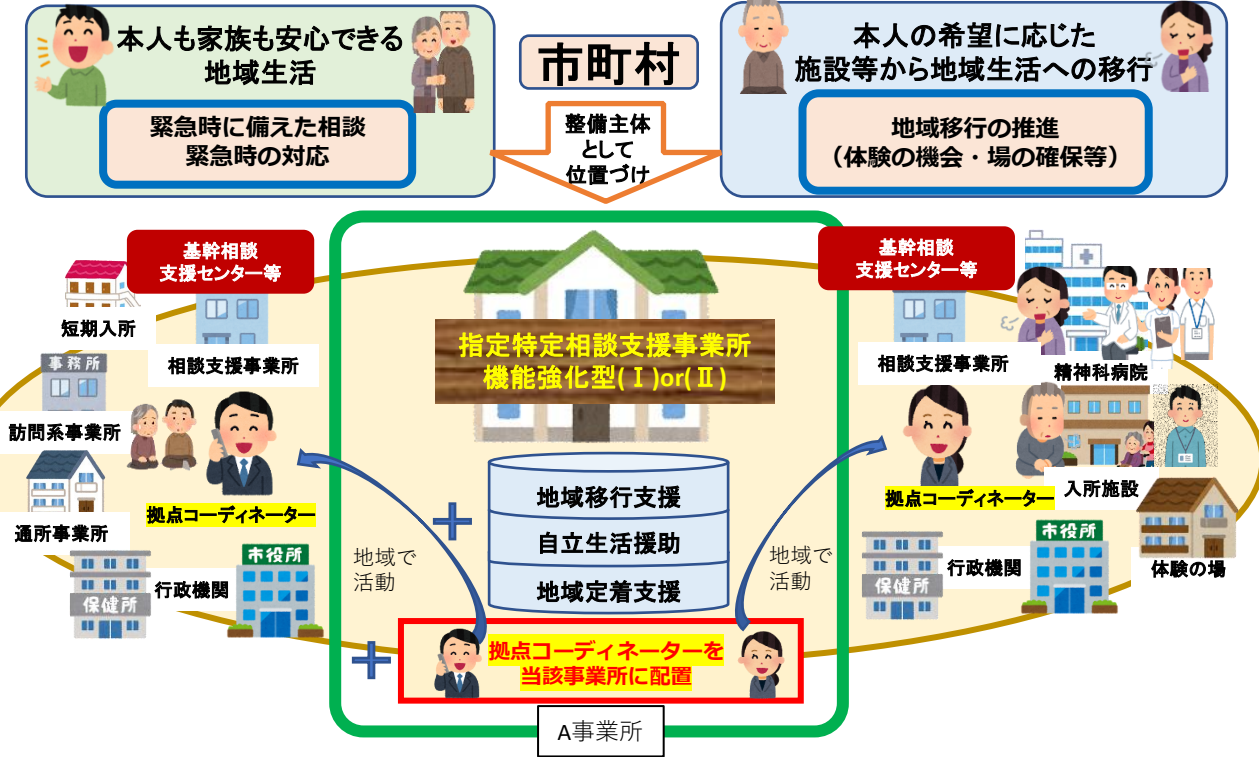 本人も家族も安心できる
地域生活
緊急時に備えた相談
緊急時の対応
市町村
整備主体
として
位置づけ
本人の希望に応じた
施設等から地域生活への移行
地域移行の推進
（体験の機会・場の確保等）
基幹相談
支援センター等
短期入所
相談支援事業所
事務所
訪問系事業所
通所事業所
拠点コーディネーター
保健所
行政機関
市役所
指定特定相談支援事業所
機能強化型(Ⅰ)or(Ⅱ)
地域移行支援
自立生活援助
地域定着支援
地域で
活動
地域で
活動
拠点コーディネーターを
当該事業所に配置
A事業所
基幹相談
支援センター等
相談支援事業所
精神科病院
拠点コーディネーター
入所施設
保健所
行政機関
市役所
体験の場